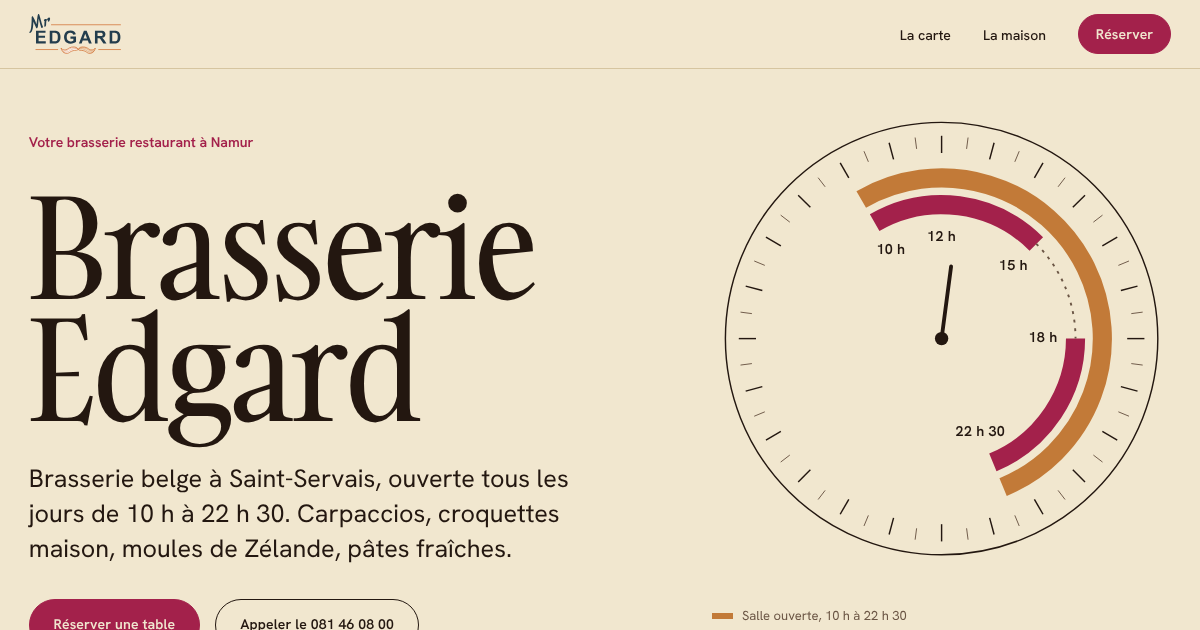 Mr
EDGARD
La carte
La maison
Réserver
Votre brasserie restaurant à Namur
Brasserie
Edgard
Brasserie belge à Saint-Servais, ouverte tous les
jours de 10 h à 22 h 30. Carpaccios, croquettes
maison, moules de Zélande, pâtes fraîches.
Réserver une table
Appeler le 081 46 08 00
12 h
10 h
15 h
18 h
22 h 30
Salle ouverte, 10 h à 22 h 30